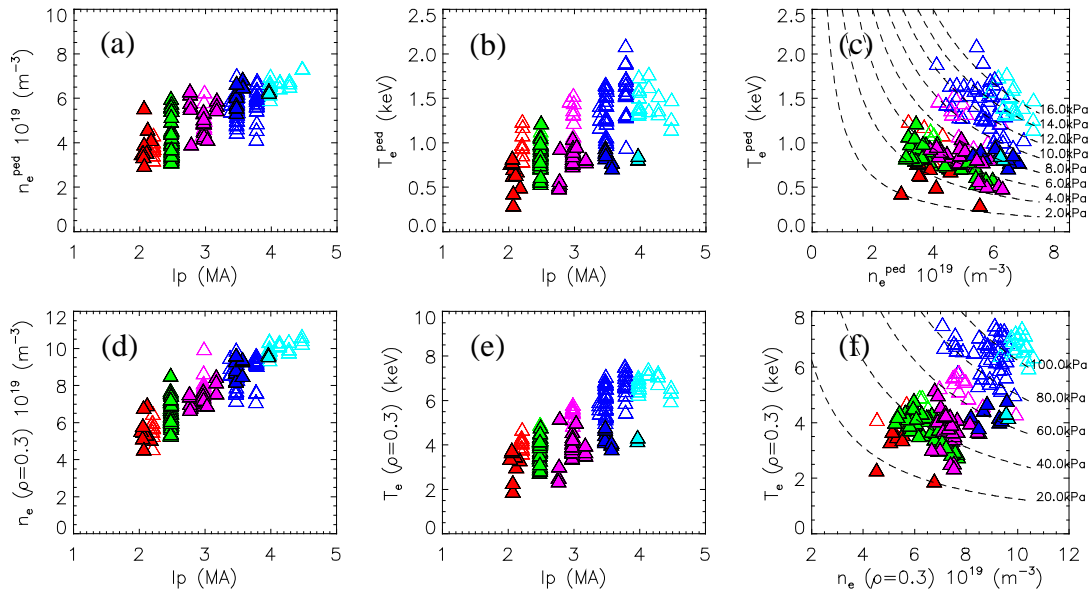 (a)
10
8
6
4
2
0
n_e^ped 10^19 (m^-3)
1 2 3 4 5
Ip (MA)
(b)
2.5
2.0
1.5
1.0
0.5
0.0
T_e^ped (keV)
1 2 3 4 5
Ip (MA)
(c)
2.5
2.0
1.5
1.0
0.5
0.0
T_e^ped (keV)
16.0kPa
14.0kPa
12.0kPa
10.0kPa
8.0kPa
6.0kPa
4.0kPa
2.0kPa
0 2 4 6 8
n_e^ped 10^19 (m^-3)
(d)
12
10
8
6
4
2
0
n_e (ρ=0.3) 10^19 (m^-3)
1 2 3 4 5
Ip (MA)
(e)
10
8
6
4
2
0
T_e (ρ=0.3) (keV)
1 2 3 4 5
Ip (MA)
(f)
8
6
4
2
0
T_e (ρ=0.3) (keV)
100.0kPa
80.0kPa
60.0kPa
40.0kPa
20.0kPa
2 4 6 8 10 12
n_e (ρ=0.3) 10^19 (m^-3)